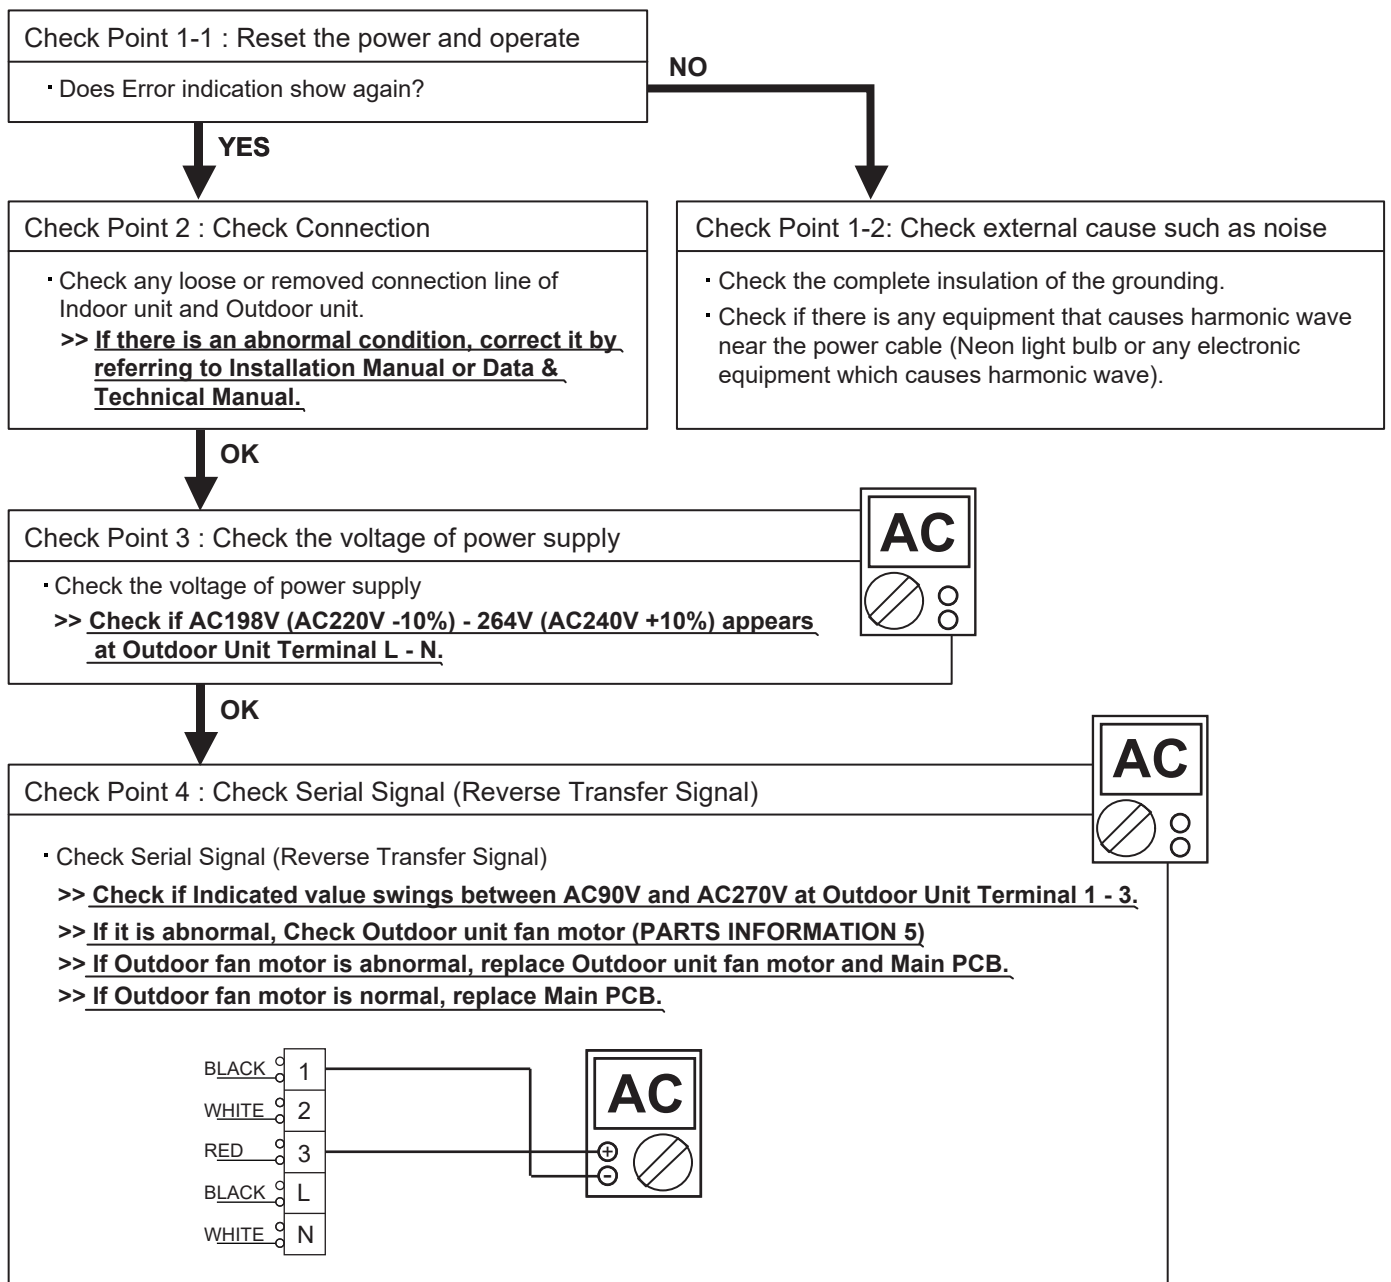 Check Point 1-1 : Reset the power and operate
· Does Error indication show again?
NO
YES
Check Point 2 : Check Connection
· Check any loose or removed connection line of
Indoor unit and Outdoor unit.
>> If there is an abnormal condition, correct it by
referring to Installation Manual or Data &
Technical Manual.
Check Point 1-2: Check external cause such as noise
· Check the complete insulation of the grounding.
· Check if there is any equipment that causes harmonic wave
near the power cable (Neon light bulb or any electronic
equipment which causes harmonic wave).
OK
Check Point 3 : Check the voltage of power supply
AC
· Check the voltage of power supply
>> Check if AC198V (AC220V -10%) - 264V (AC240V +10%) appears
at Outdoor Unit Terminal L - N.
OK
Check Point 4 : Check Serial Signal (Reverse Transfer Signal)
AC
· Check Serial Signal (Reverse Transfer Signal)
>> Check if Indicated value swings between AC90V and AC270V at Outdoor Unit Terminal 1 - 3.
>> If it is abnormal, Check Outdoor unit fan motor (PARTS INFORMATION 5)
>> If Outdoor fan motor is abnormal, replace Outdoor unit fan motor and Main PCB.
>> If Outdoor fan motor is normal, replace Main PCB.
BLACK 1
WHITE 2
RED 3
BLACK L
WHITE N
AC
+
-